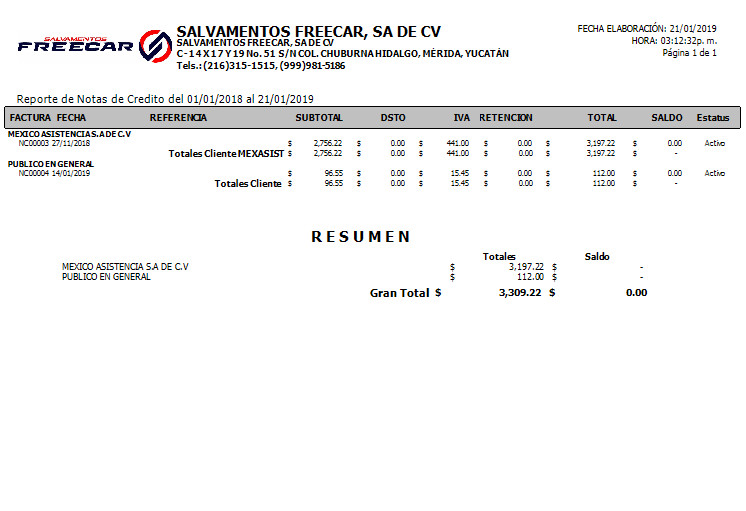 SALVAMENTOS
FREECAR
SALVAMENTOS FREECAR, SA DE CV
SALVAMENTOS FREECAR, SA DE CV
C-14 X 17 Y 19 No. 51 S/N COL. CHUBURNA HIDALGO, MÉRIDA, YUCATÁN
Tels.: (216)315-1515, (999)981-5186
FECHA ELABORACIÓN: 21/01/2019
HORA: 03:12:32p. m.
Página 1 de 1
Reporte de Notas de Credito del 01/01/2018 al 21/01/2019
FACTURA FECHA REFERENCIA SUBTOTAL DSTO IVA RETENCION TOTAL SALDO Estatus
MEXICO ASISTENCIA S.A DE C.V
NC00003 27/11/2018 $ 2,756.22 $ 0.00 $ 441.00 $ 0.00 $ 3,197.22 $ 0.00 Activo
Totales Cliente MEXASIST $ 2,756.22 $ 0.00 $ 441.00 $ 0.00 $ 3,197.22 $ -
PUBLICO EN GENERAL
NC00004 14/01/2019 $ 96.55 $ 0.00 $ 15.45 $ 0.00 $ 112.00 $ 0.00 Activo
Totales Cliente $ 96.55 $ 0.00 $ 15.45 $ 0.00 $ 112.00 $ -
RESUMEN
Totales Saldo
MEXICO ASISTENCIA S.A DE C.V $ 3,197.22 $ -
PUBLICO EN GENERAL $ 112.00 $ -
Gran Total $ 3,309.22 $ 0.00